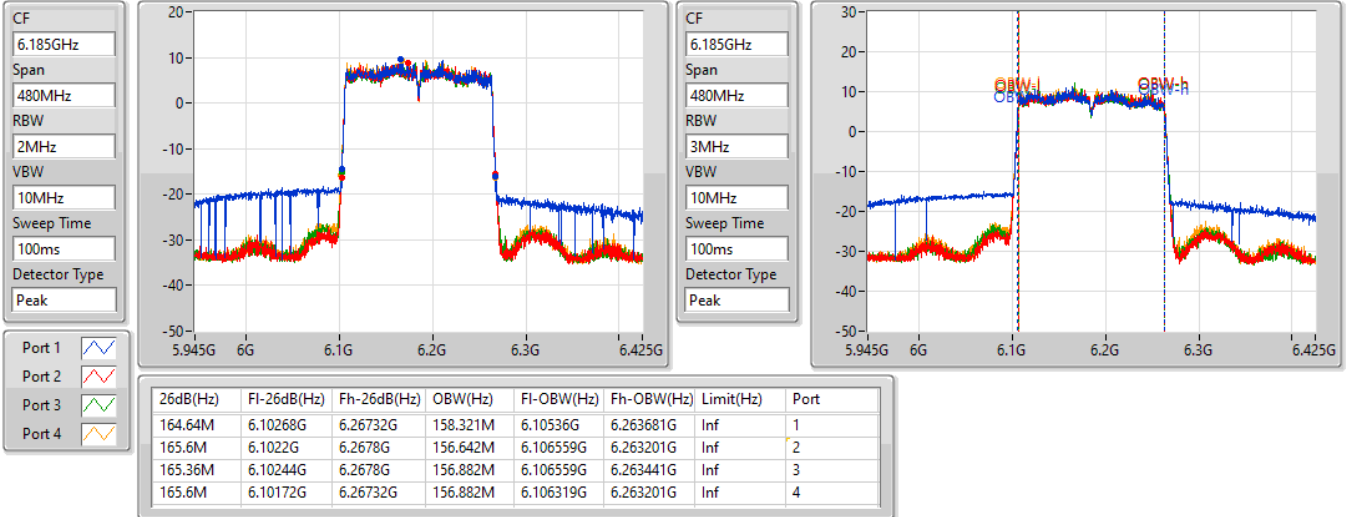 CF
6.185GHz
Span
480MHz
RBW
2MHz
VBW
10MHz
Sweep Time
100ms
Detector Type
Peak
20
10
0
-10
-20
-30
-40
-50
5.945G 6G 6.1G 6.2G 6.3G 6.425G
CF
6.185GHz
Span
480MHz
RBW
3MHz
VBW
10MHz
Sweep Time
100ms
Detector Type
Peak
30
20
10
0
-10
-20
-30
-40
-50
OBW-l OBW-h
5.945G 6G 6.1G 6.2G 6.3G 6.425G
Port 1
Port 2
Port 3
Port 4
26dB(Hz) Fl-26dB(Hz) Fh-26dB(Hz) OBW(Hz) Fl-OBW(Hz) Fh-OBW(Hz) Limit(Hz) Port
164.64M 6.10268G 6.26732G 158.321M 6.10536G 6.263681G Inf 1
165.6M 6.1022G 6.2678G 156.642M 6.106559G 6.263201G Inf 2
165.36M 6.10244G 6.2678G 156.882M 6.106559G 6.263441G Inf 3
165.6M 6.10172G 6.26732G 156.882M 6.106319G 6.263201G Inf 4